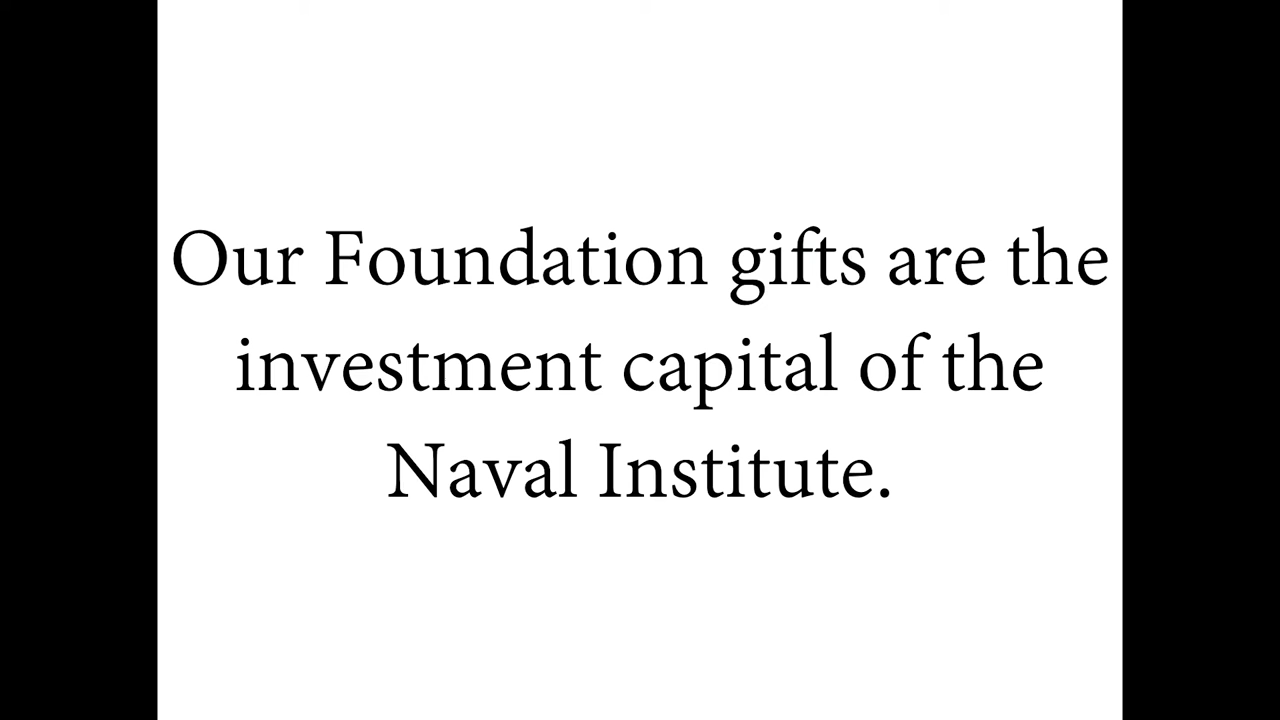 Our Foundation gifts are the
investment capital of the
Naval Institute.